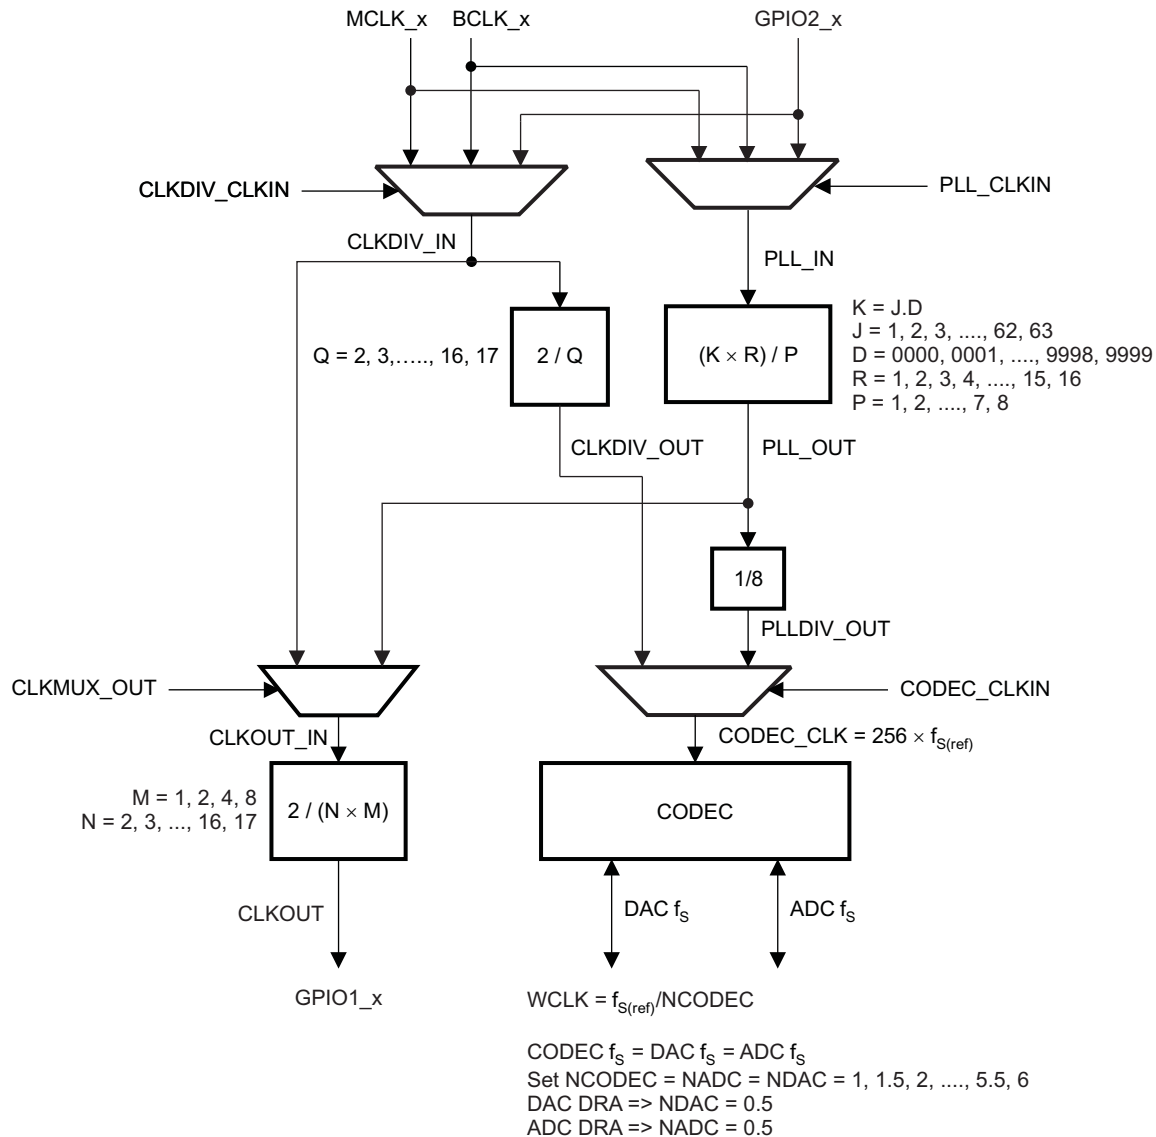 MCLK_x BCLK_x GPIO2_x
CLKDIV_CLKIN
PLL_CLKIN
CLKDIV_IN
PLL_IN
Q = 2, 3,....., 16, 17
2 / Q
(K × R) / P
K = J.D
J = 1, 2, 3, ...., 62, 63
D = 0000, 0001, ...., 9998, 9999
R = 1, 2, 3, 4, ...., 15, 16
P = 1, 2, ...., 7, 8
CLKDIV_OUT
PLL_OUT
1/8
PLLDIV_OUT
CLKMUX_OUT
CODEC_CLKIN
CLKOUT_IN
CODEC_CLK = 256 × fS(ref)
M = 1, 2, 4, 8
N = 2, 3, ..., 16, 17
2 / (N × M)
CODEC
CLKOUT
DAC fS
ADC fS
GPIO1_x
WCLK = fS(ref)/NCODEC
CODEC fS = DAC fS = ADC fS
Set NCODEC = NADC = NDAC = 1, 1.5, 2, ...., 5.5, 6
DAC DRA => NDAC = 0.5
ADC DRA => NADC = 0.5